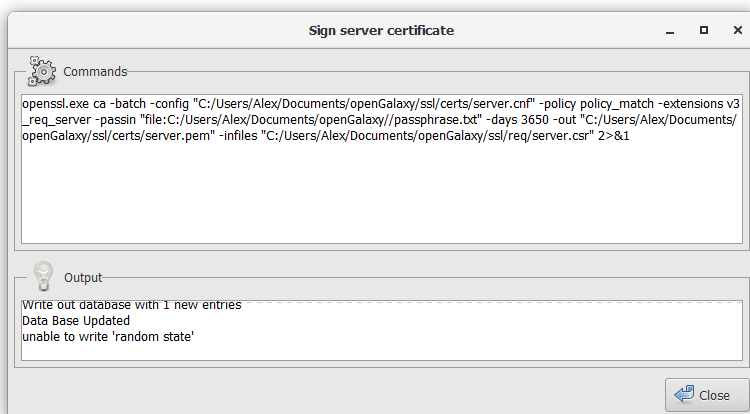 Sign server certificate
Commands
openssl.exe ca -batch -config "C:/Users/Alex/Documents/openGalaxy/ssl/certs/server.cnf" -policy policy_match -extensions v3
_req_server -passin "file:C:/Users/Alex/Documents/openGalaxy//passphrase.txt" -days 3650 -out "C:/Users/Alex/Documents/
openGalaxy/ssl/certs/server.pem" -infiles "C:/Users/Alex/Documents/openGalaxy/ssl/req/server.csr" 2>&1
Output
Write out database with 1 new entries
Data Base Updated
unable to write 'random state'
Close